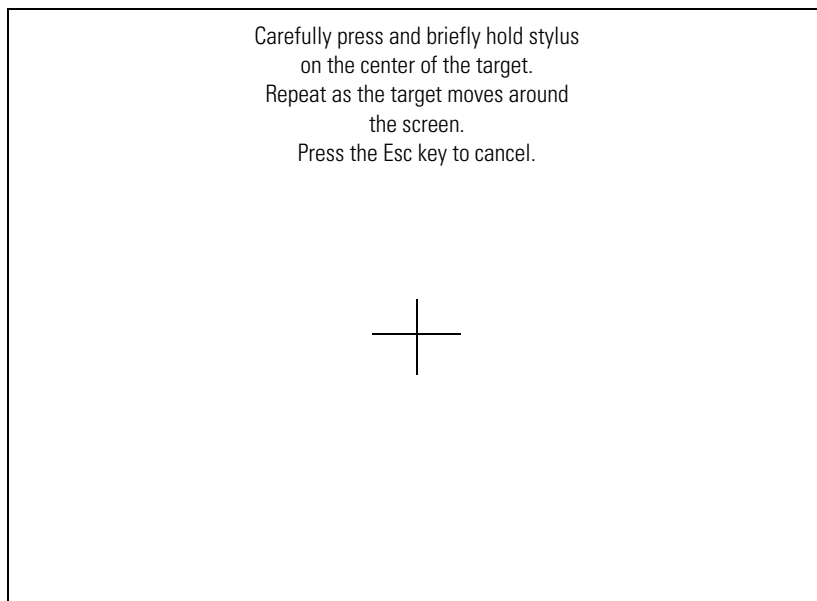 Carefully press and briefly hold stylus
on the center of the target.
Repeat as the target moves around
the screen.
Press the Esc key to cancel.